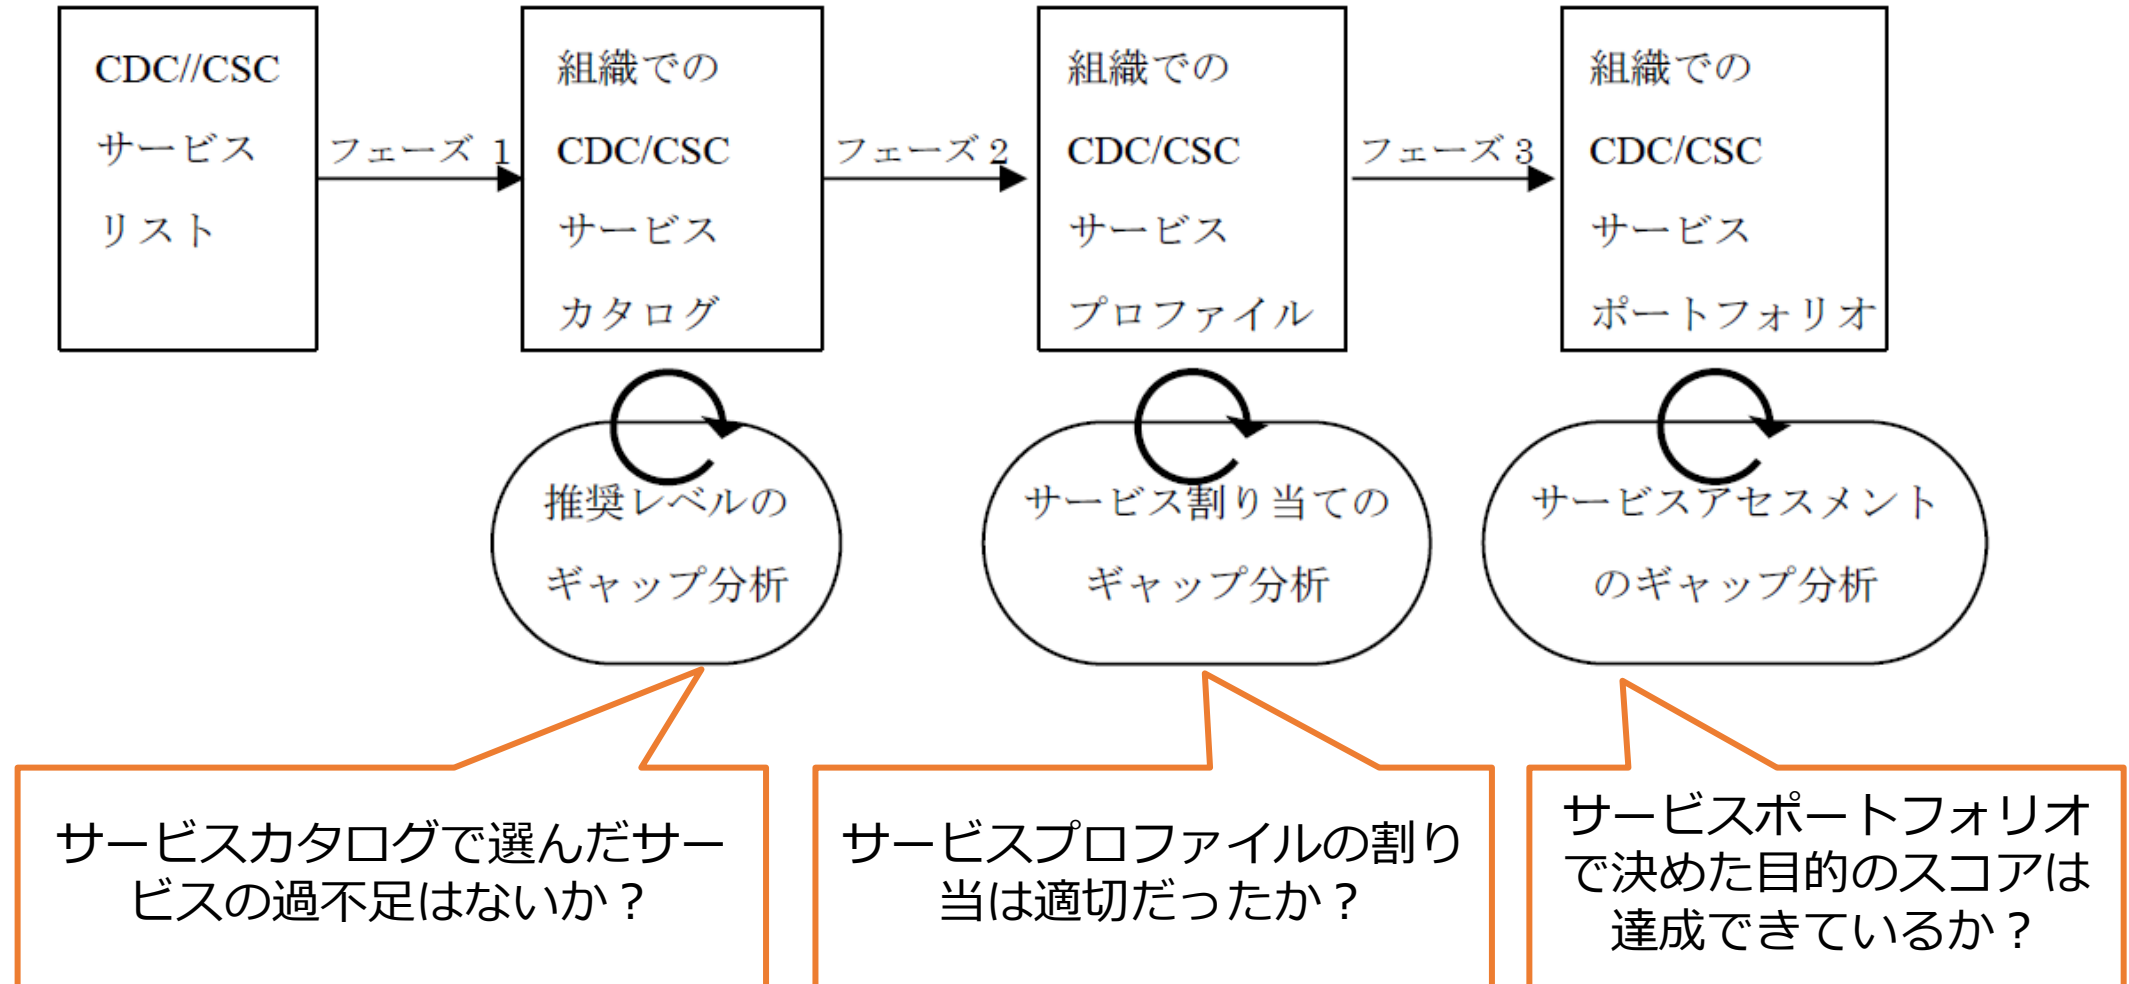 CDC//CSC
サービス
リスト
フェーズ 1
組織での
CDC/CSC
サービス
カタログ
フェーズ 2
組織での
CDC/CSC
サービス
プロファイル
フェーズ 3
組織での
CDC/CSC
サービス
ポートフォリオ
推奨レベルの
ギャップ分析
サービス割り当ての
ギャップ分析
サービスアセスメント
のギャップ分析
サービスカタログで選んだサー
ビスの過不足はないか？
サービスプロファイルの割り
当は適切だったか？
サービスポートフォリオ
で決めた目的のスコアは
達成できているか？